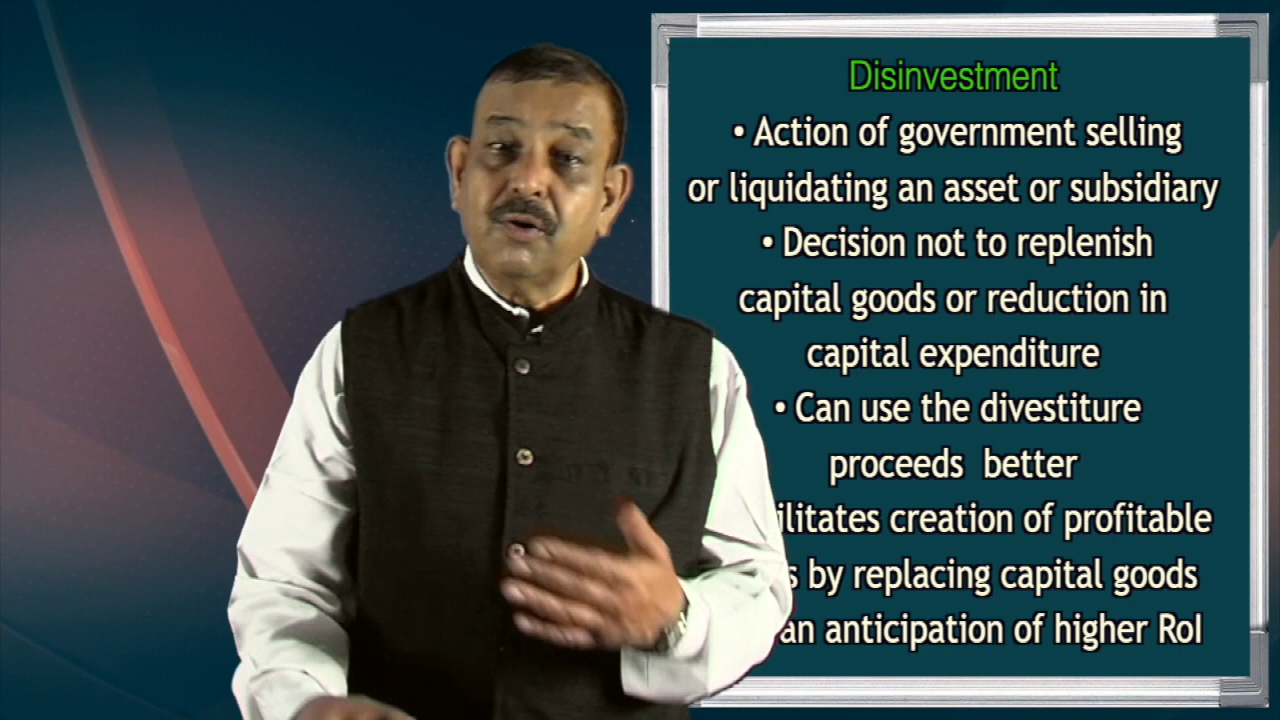 Disinvestment
• Action of government selling
or liquidating an asset or subsidiary
• Decision not to replenish
capital goods or reduction in
capital expenditure
• Can use the divestiture
proceeds better
creation of profitable
by replacing capital goods
an anticipation of higher RoI